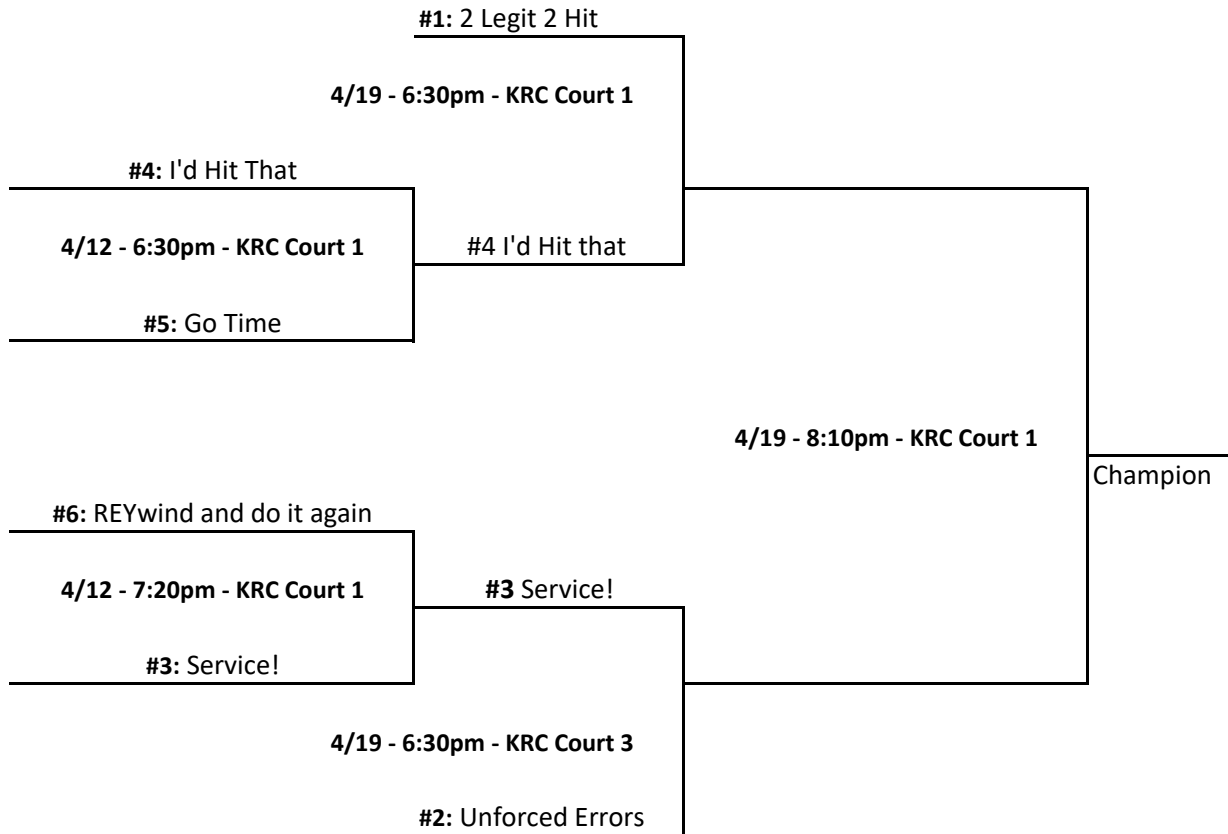 #1: 2 Legit 2 Hit
4/19 - 6:30pm - KRC Court 1
#4: I'd Hit That
4/12 - 6:30pm - KRC Court 1
#4 I'd Hit that
#5: Go Time
4/19 - 8:10pm - KRC Court 1
Champion
#6: REYwind and do it again
4/12 - 7:20pm - KRC Court 1
#3 Service!
#3: Service!
4/19 - 6:30pm - KRC Court 3
#2: Unforced Errors